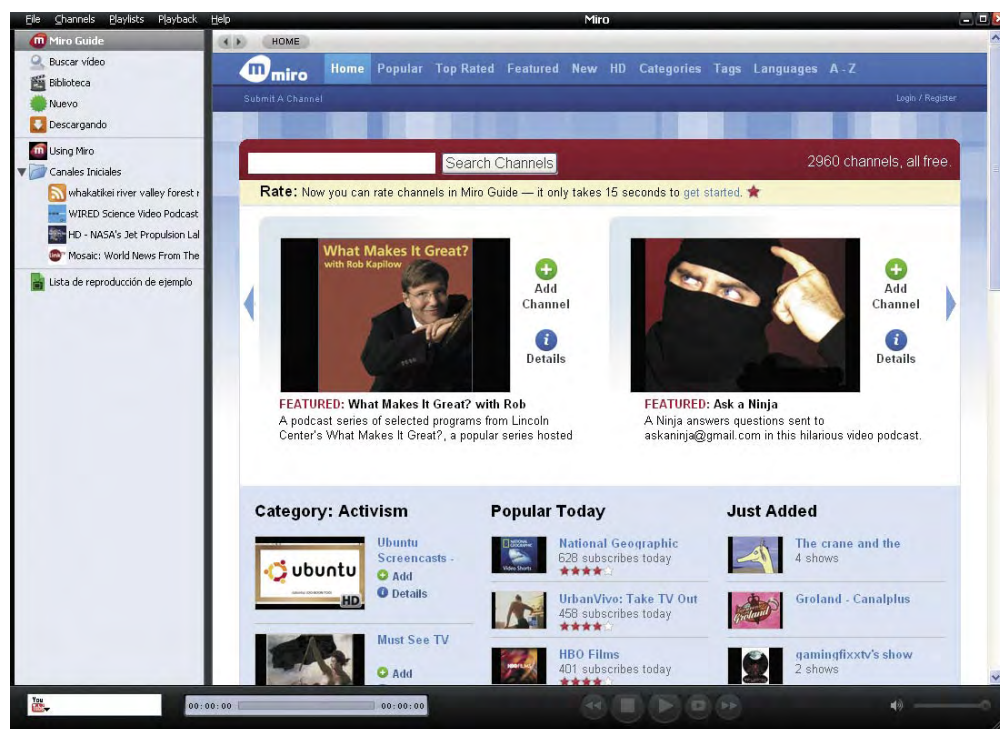 File Channels Playlists Playback Help
Miro
Miro Guide
Buscar vídeo
Biblioteca
Nuevo
Descargando
Using Miro
Canales Iniciales
whakatikei river valley forest r
WIRED Science Video Podcast
HD - NASA's Jet Propulsion Lal
Mosaic: World News From The
Lista de reproducción de ejemplo
HOME
miro
Home Popular Top Rated Featured New HD Categories Tags Languages A - Z
Submit A Channel
Login / Register
Search Channels
2960 channels, all free.
Rate: Now you can rate channels in Miro Guide — it only takes 15 seconds to get started.
What Makes It Great?
with Rob Kapilow
Add
Channel
Details
FEATURED: What Makes It Great? with Rob
A podcast series of selected programs from Lincoln
Center's What Makes It Great?, a popular series hosted
Add
Channel
Details
FEATURED: Ask a Ninja
A Ninja answers questions sent to
askaninja@gmail.com in this hilarious video podcast.
Category: Activism
ubuntu
HD
Ubuntu
Screencasts -
Add
Details
Must See TV
Add
Popular Today
NATIONAL
GEOGRAPHIC
Video Shorts
National Geographic
628 subscribes today
UrbanVivo: Take TV Out
458 subscribes today
HBO Films
401 subscribes today
Just Added
The crane and the
4 shows
Groland
Groland - Canalplus
gamingfixxtv's show
2 shows
You
Tube
00:00:00
00:00:00